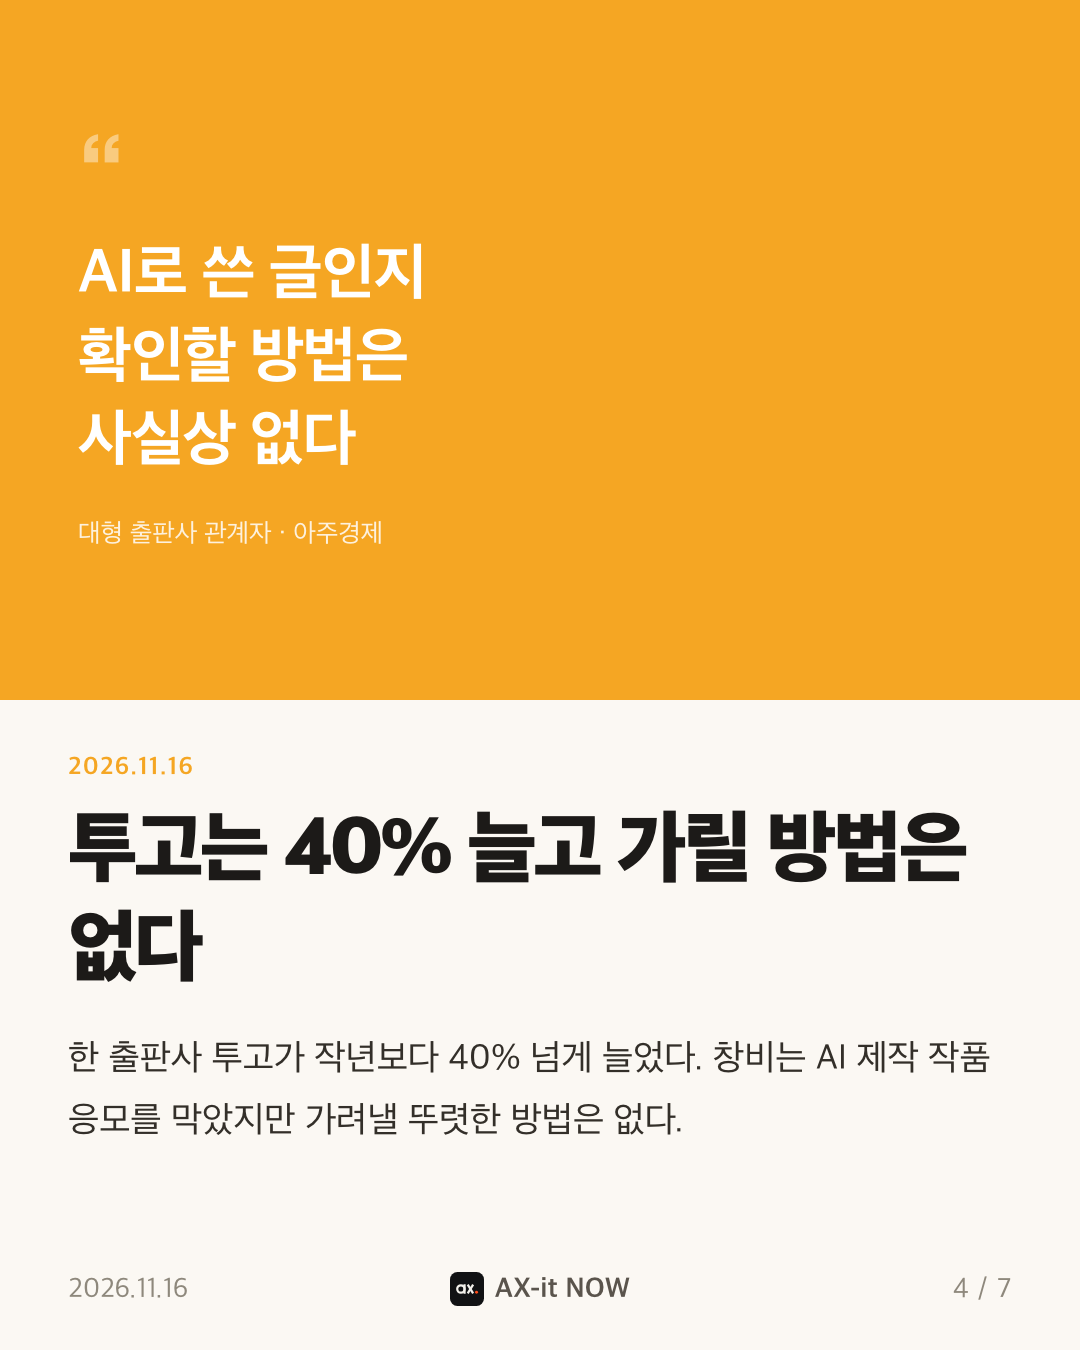 “
AI로 쓴 글인지
확인할 방법은
사실상 없다
대형 출판사 관계자 · 아주경제
2026.11.16
투고는 40% 늘고 가릴 방법은
없다
한 출판사 투고가 작년보다 40% 넘게 늘었다. 창비는 AI 제작 작품
응모를 막았지만 가려낼 뚜렷한 방법은 없다.
2026.11.16
ax. AX-it NOW
4 / 7